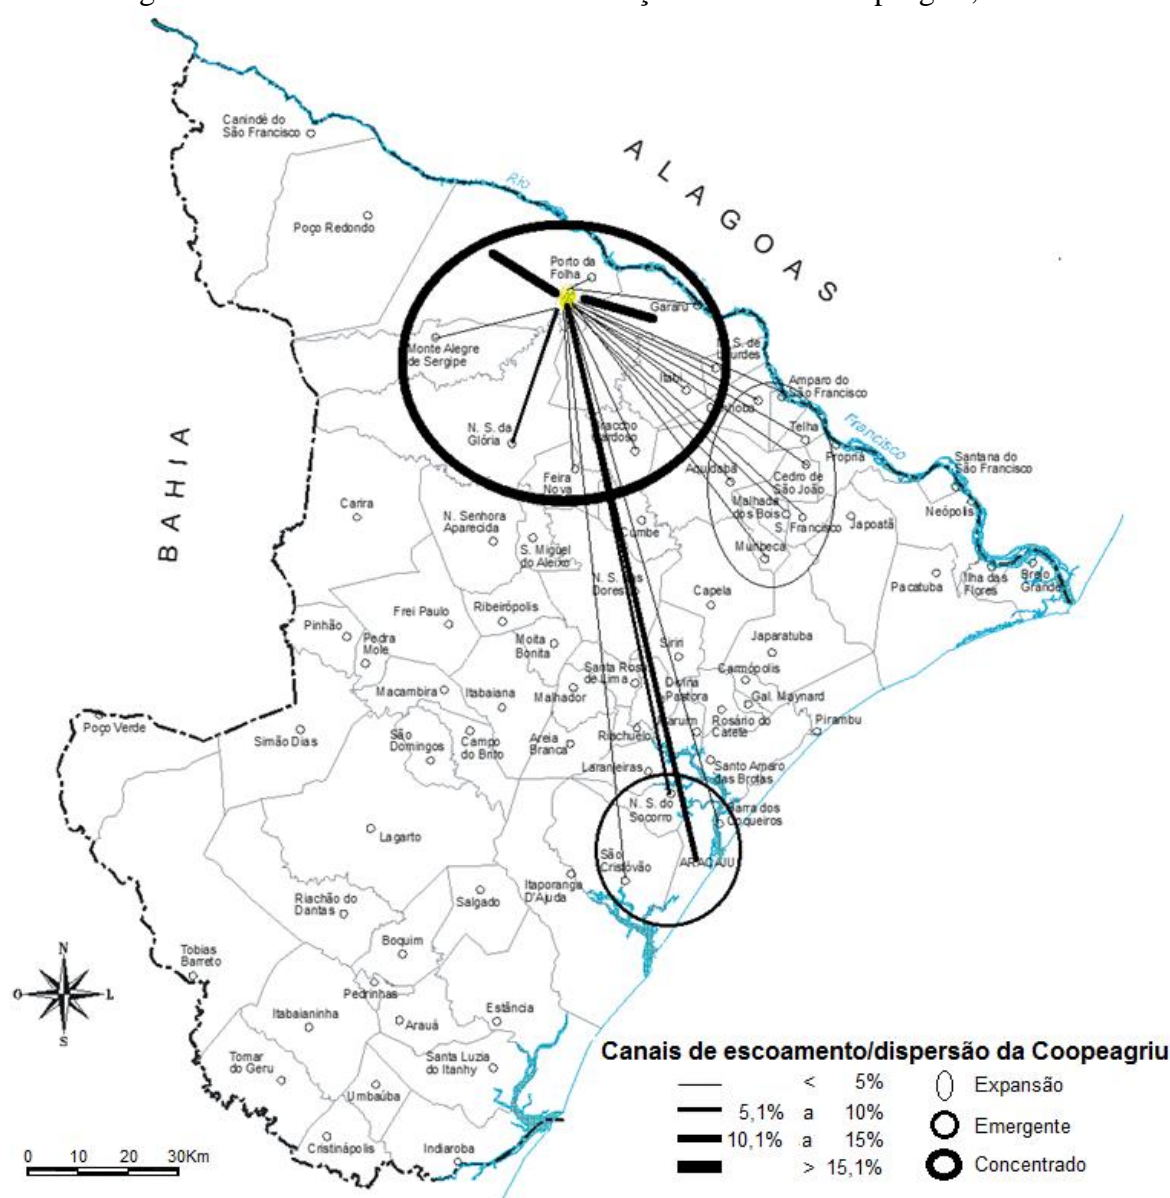 Canindé do
São Francisco
ALAGOAS
Rio
Poço Redondo
Porto da
Folha
Gararu
Monte Alegre
de Sergipe
Itabi
Amparo do
São Francisco
N. S. da
Glória
Telha
Francisco
Propriá
Santana do
São Francisco
BAHIA
Feira
Nova
Aquidabã
Cedro de
São João
Carira
N. Senhora
Aparecida
Malhada
dos Bois
S. Francisco
Japoatã
Neópolis
S. Miguel
do Aleixo
Cumbe
Muribeca
Pacatuba
Ilha das
Flores
Brejo
Grande
Capela
Frei Paulo
Ribeirópolis
Pinhão
Pedra
Mole
Moita
Bonita
Siriri
Japaratuba
Santa Rosa
de Lima
Divina
Pastora
Carmópolis
Macambira
Itabaiana
Malhador
Gal. Maynard
Poço Verde
Simão Dias
São
Domingos
Campo
do Brito
Areia
Branca
Riachuelo
Rosário do
Catete
Pirambu
Laranjeiras
Santo Amaro
das Brotas
N. S. do
Socorro
Barra dos
Coqueiros
Lagarto
São
Cristóvão
ARACAJU
Itaporanga
D'Ajuda
Riachão do
Dantas
Salgado
Boquim
Tobias
Barreto
N
O L
S
Pedrinhas
Itabaianinha
Arauá
Estância
Tomar
do Geru
Santa Luzia
do Itanhy
Umbaúba
Cristinápolis
Indiaroba
0 10 20 30Km
Canais de escoamento/dispersão da Coopeagriu
< 5% Expansão
5,1% a 10% Emergente
10,1% a 15%
> 15,1% Concentrado